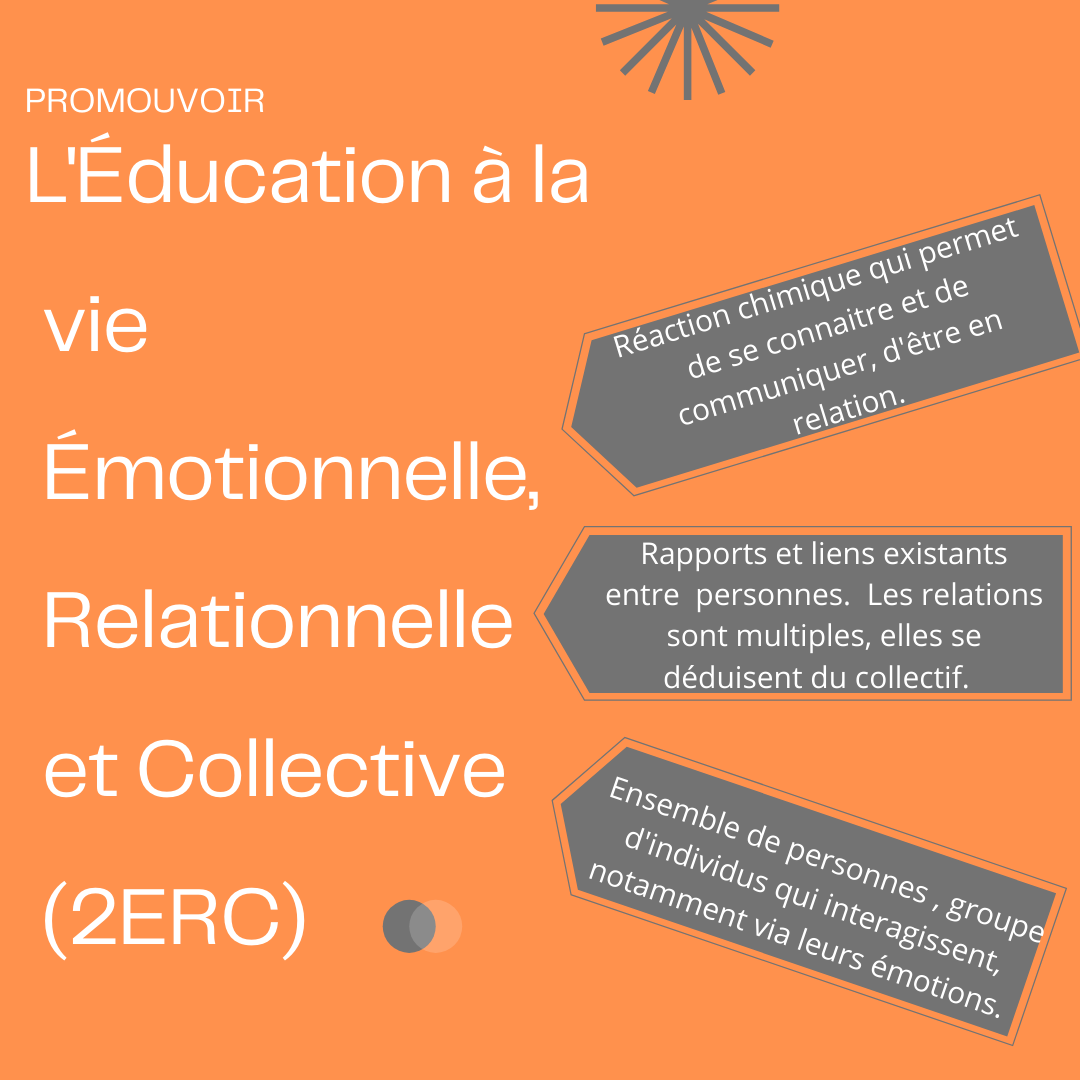 PROMOUVOIR
L'Éducation à la
vie
Émotionnelle,
Relationnelle
et Collective
(2ERC)
Réaction chimique qui permet
de se connaitre et de
communiquer, d'être en
relation.
Rapports et liens existants
entre  personnes.  Les relations
sont multiples, elles se
déduisent du collectif.
Ensemble de personnes , groupe
d'individus qui interagissent,
notamment via leurs émotions.